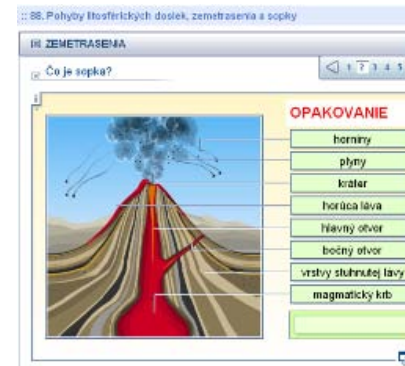 :: 88. Pohyby litosférických dosiek, zemetrasenia a sopky
ZEMETRASENIA
Čo je sopka?
1 2 3 4 5
OPAKOVANIE
horniny
plyny
kráter
horúca láva
hlavný otvor
bočný otvor
vrstvy stuhnutej lávy
magmatický krb